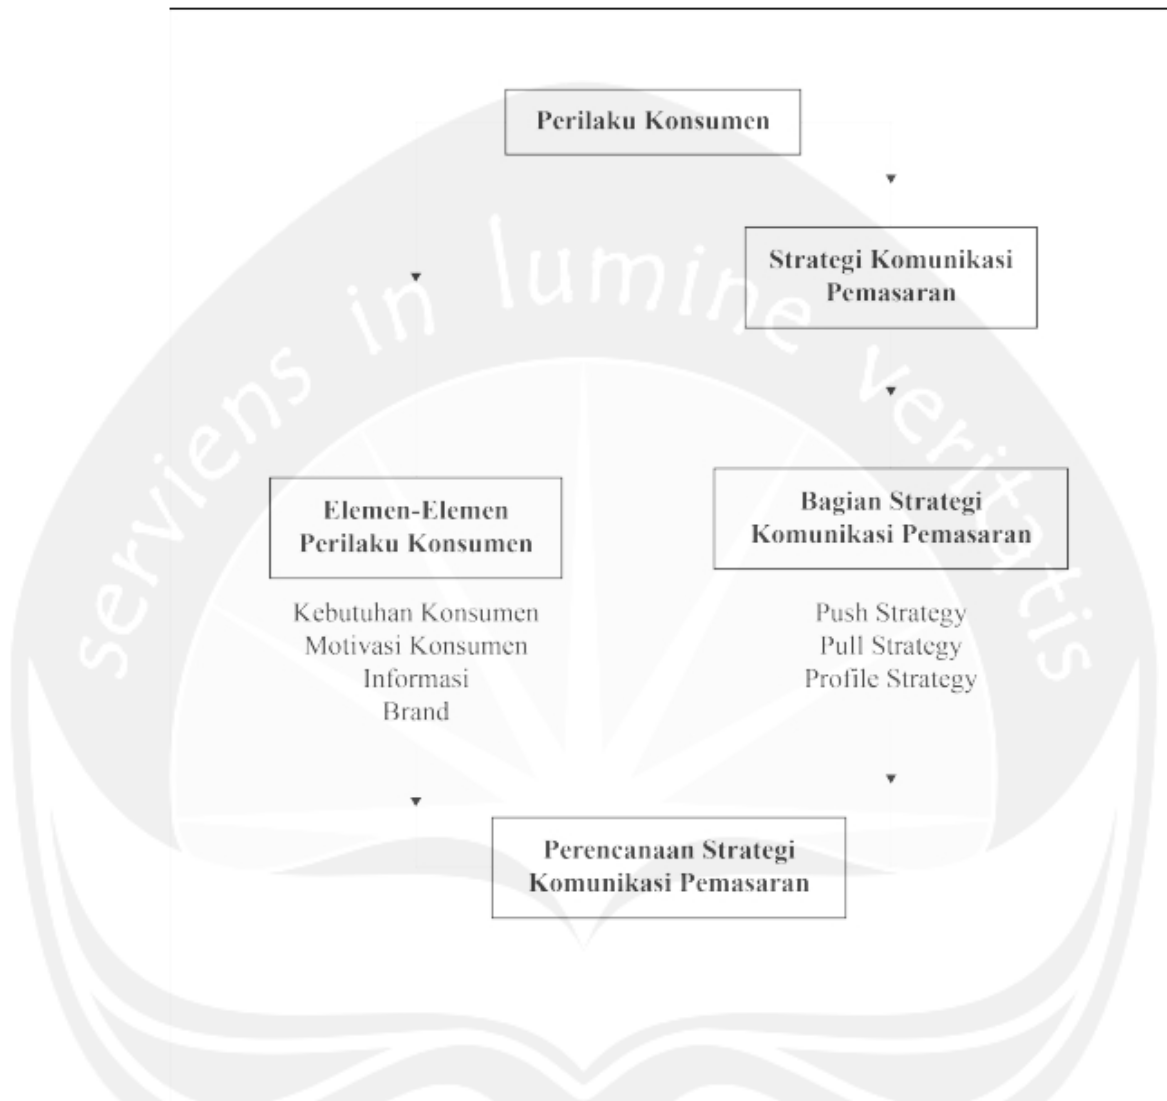 Perilaku Konsumen
Strategi Komunikasi
Pemasaran
Elemen-Elemen
Perilaku Konsumen
Kebutuhan Konsumen
Motivasi Konsumen
Informasi
Brand
Bagian Strategi
Komunikasi Pemasaran
Push Strategy
Pull Strategy
Profile Strategy
Perencanaan Strategi
Komunikasi Pemasaran
serviens in lumine veritatis